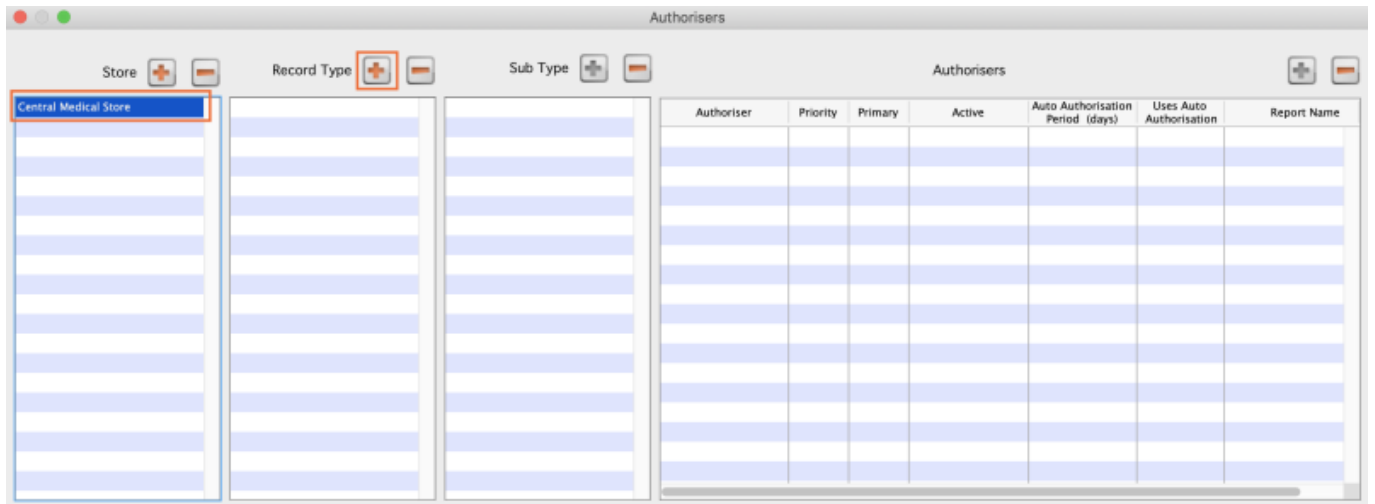 Authorisers
Store Record Type Sub Type Authorisers
Central Medical Store
Authoriser Priority Primary Active Auto Authorisation Period (days) Uses Auto Authorisation Report Name